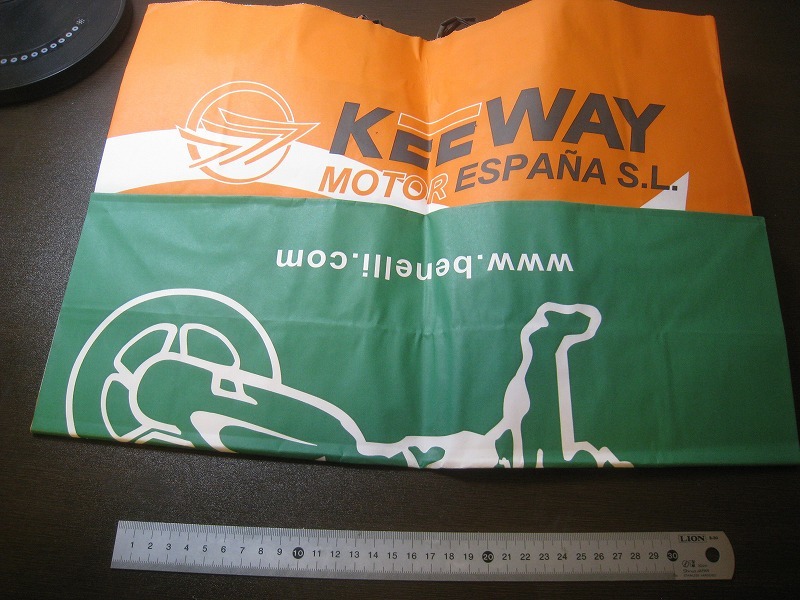 KEEWAY
MOTOR ESPAÑA S.L.
www.benelli.com
1 2 3 4 5 6 7 8 9 10 11 12 13 14 15 16 17 18 19 20 21 22 23 24 25 26 27 28 29 30
LION